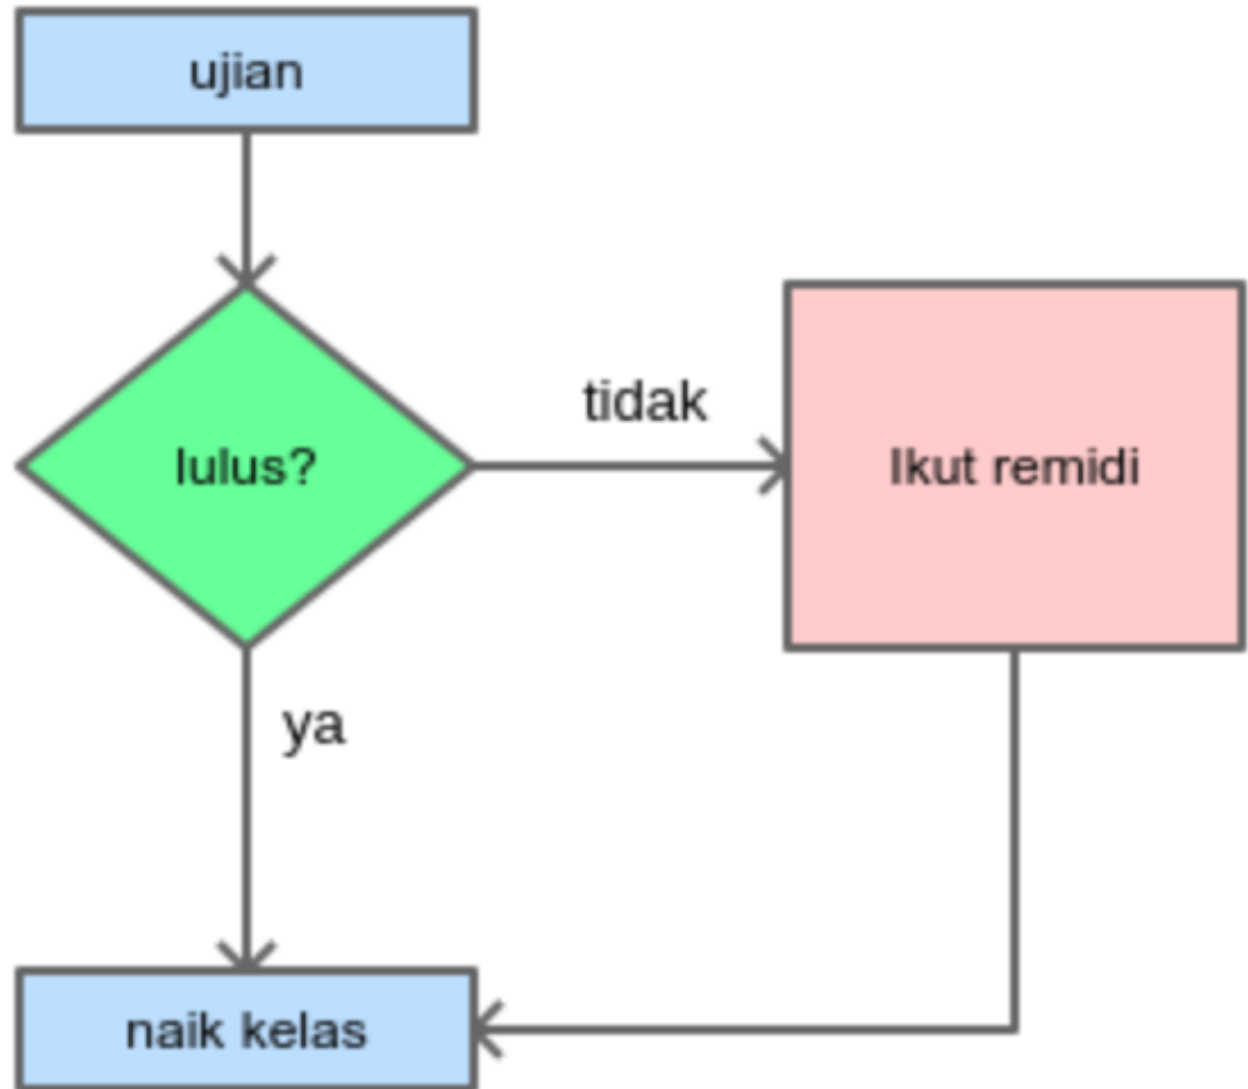 ujian
tidak
lulus?
Ikut remidi
ya
naik kelas